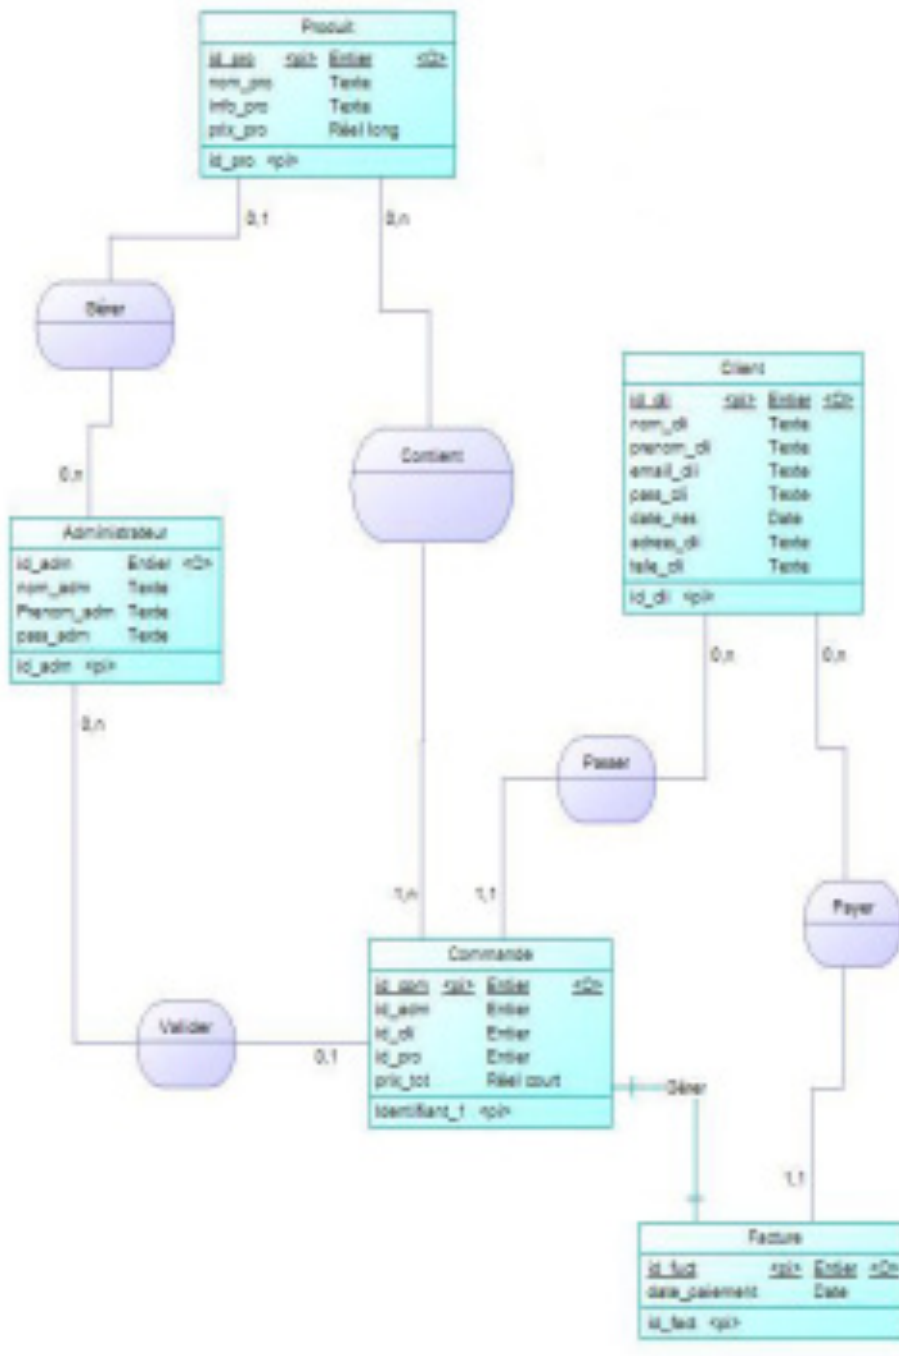 Produit
id_pro <pi> Entier <O>
nom_pro Texte
info_pro Texte
prix_pro Réel long
id_pro <pi>
0,1
0,n
Gérer
Client
id_cli <pi> Entier <O>
nom_cli Texte
prenom_cli Texte
email_cli Texte
pass_cli Texte
date_nes Date
adress_cli Texte
tele_cli Texte
id_cli <pi>
Contient
0,n
Administrateur
id_adm Entier <O>
nom_adm Texte
Prenom_adm Texte
pass_adm Texte
id_adm <pi>
0,n
0,n
0,n
Passer
1,n
1,1
Payer
Commande
id_com <pi> Entier <O>
id_adm Entier
id_cli Entier
id_pro Entier
prix_tot Réel court
Identifiant_1 <pi>
Valider
0,1
Gérer
1,1
Facture
id_fact <pi> Entier <O>
date_paiement Date
id_fact <pi>